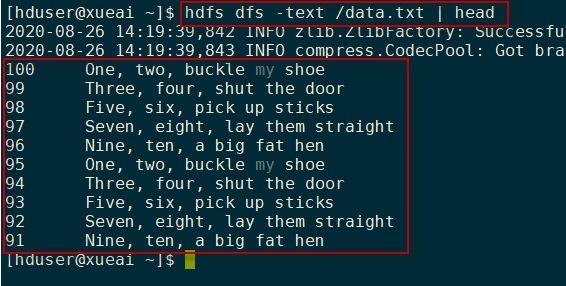 [hduser@xueai ~]$ hdfs dfs -text /data.txt | head
2020-08-26 14:19:39,842 INFO zlib.ZlibFactory: Successfu
2020-08-26 14:19:39,843 INFO compress.CodecPool: Got bra
100 One, two, buckle my shoe
99 Three, four, shut the door
98 Five, six, pick up sticks
97 Seven, eight, lay them straight
96 Nine, ten, a big fat hen
95 One, two, buckle my shoe
94 Three, four, shut the door
93 Five, six, pick up sticks
92 Seven, eight, lay them straight
91 Nine, ten, a big fat hen
[hduser@xueai ~]$